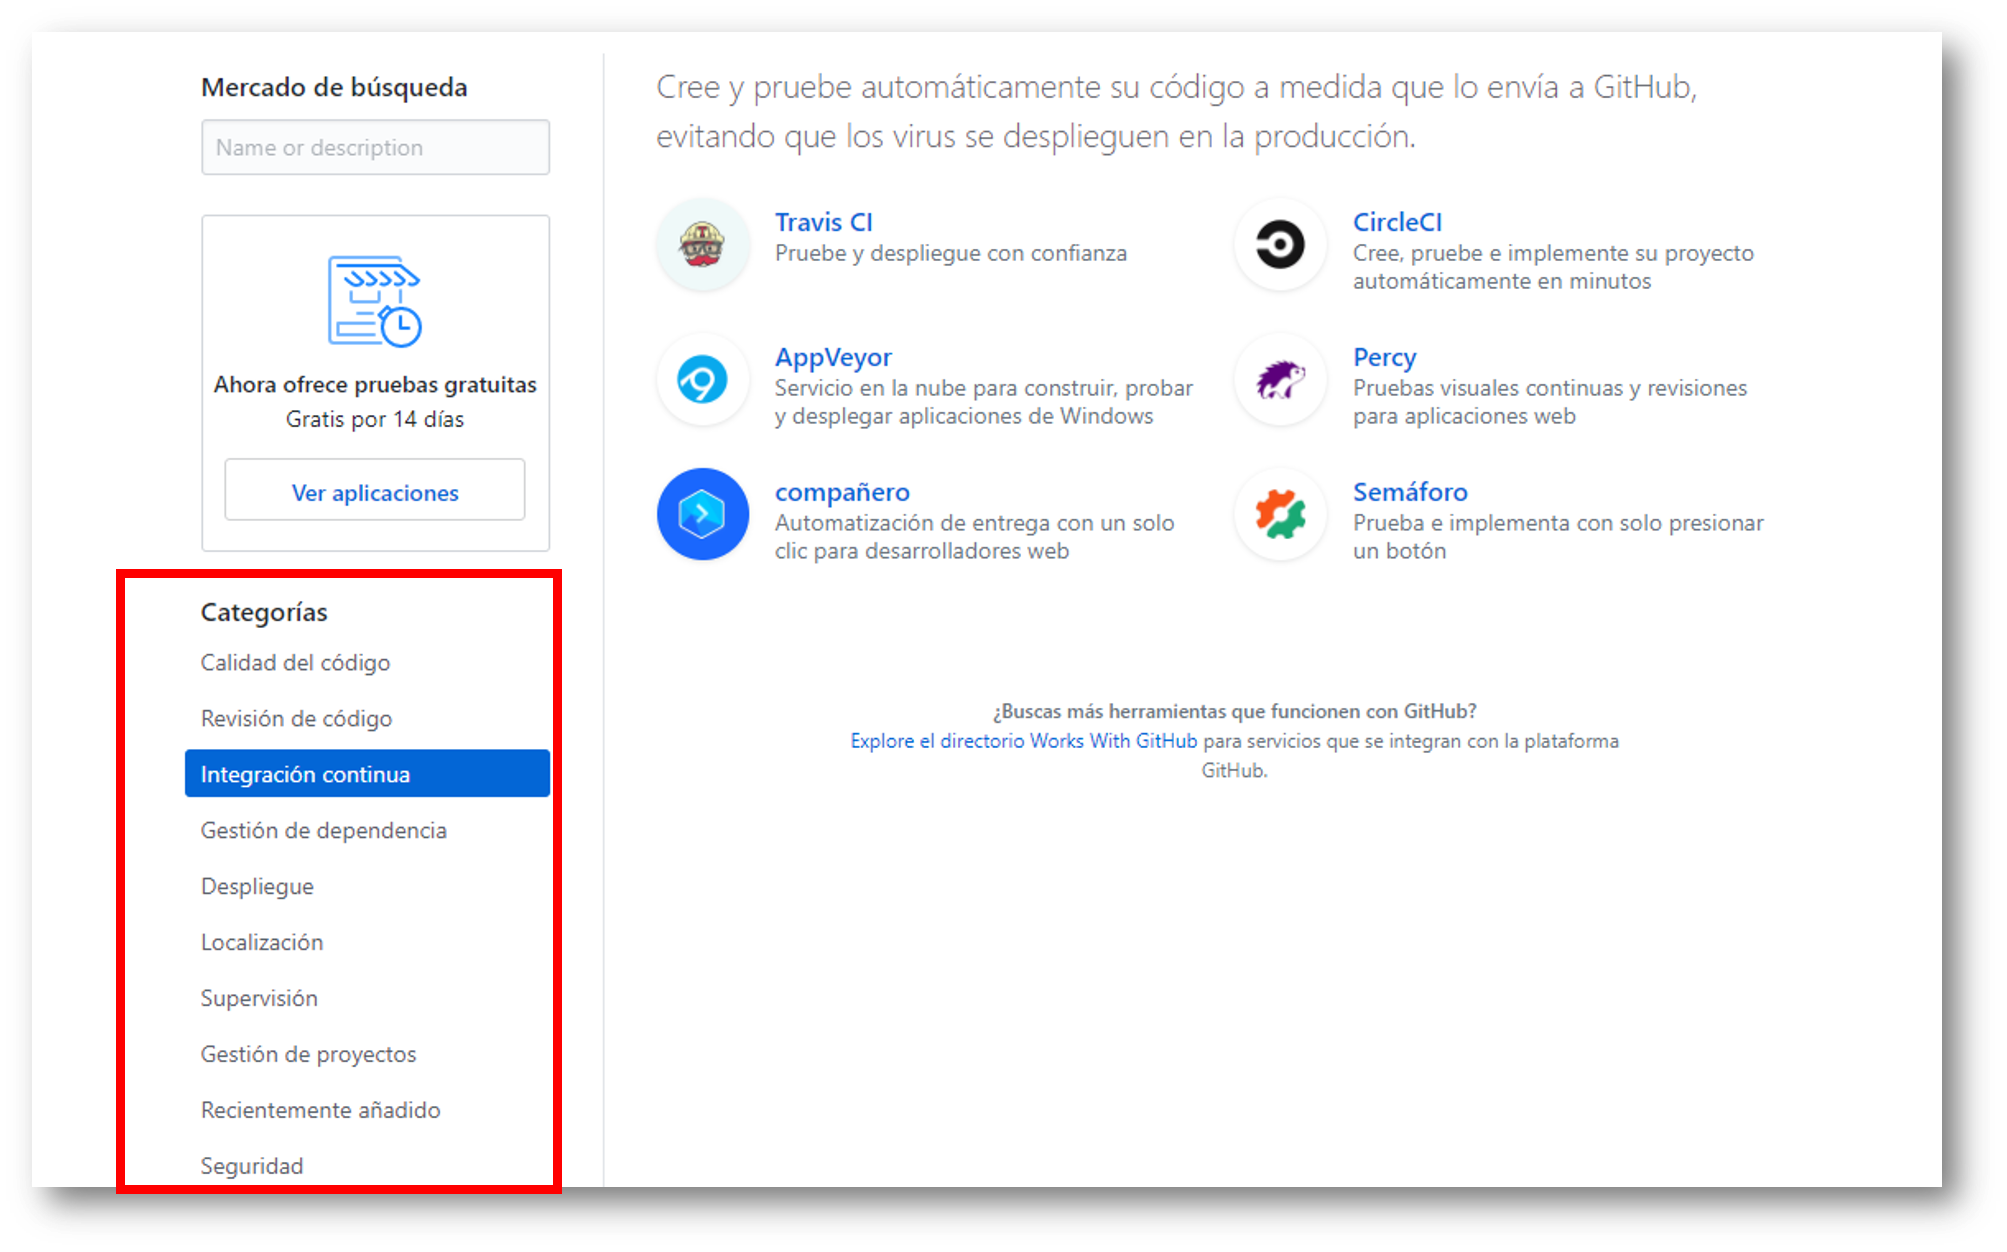 Mercado de búsqueda
Name or description
Ahora ofrece pruebas gratuitas
Gratis por 14 días
Ver aplicaciones
Categorías
Calidad del código
Revisión de código
Integración continua
Gestión de dependencia
Despliegue
Localización
Supervisión
Gestión de proyectos
Recientemente añadido
Seguridad
Cree y pruebe automáticamente su código a medida que lo envía a GitHub,
evitando que los virus se desplieguen en la producción.
Travis CI
Pruebe y despliegue con confianza
CircleCI
Cree, pruebe e implemente su proyecto
automáticamente en minutos
AppVeyor
Servicio en la nube para construir, probar
y desplegar aplicaciones de Windows
Percy
Pruebas visuales continuas y revisiones
para aplicaciones web
compañero
Automatización de entrega con un solo
clic para desarrolladores web
Semáforo
Prueba e implementa con solo presionar
un botón
¿Buscas más herramientas que funcionen con GitHub?
Explore el directorio Works With GitHub para servicios que se integran con la plataforma
GitHub.